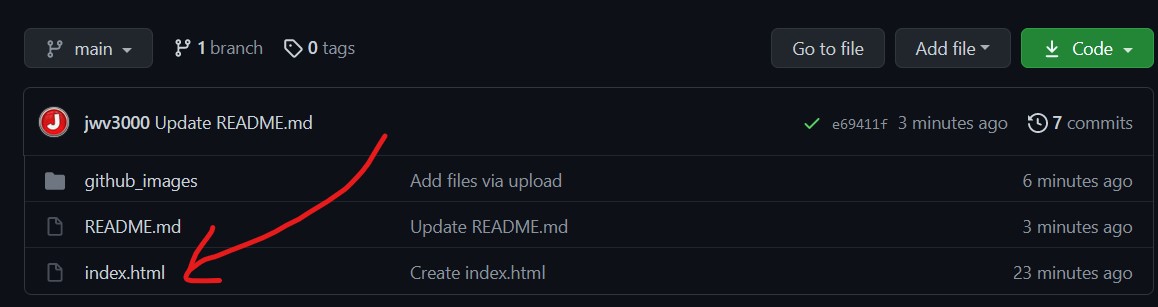 main 1 branch 0 tags Go to file Add file Code
J jwv3000 Update README.md e69411f 3 minutes ago 7 commits
github_images Add files via upload 6 minutes ago
README.md Update README.md 3 minutes ago
index.html Create index.html 23 minutes ago